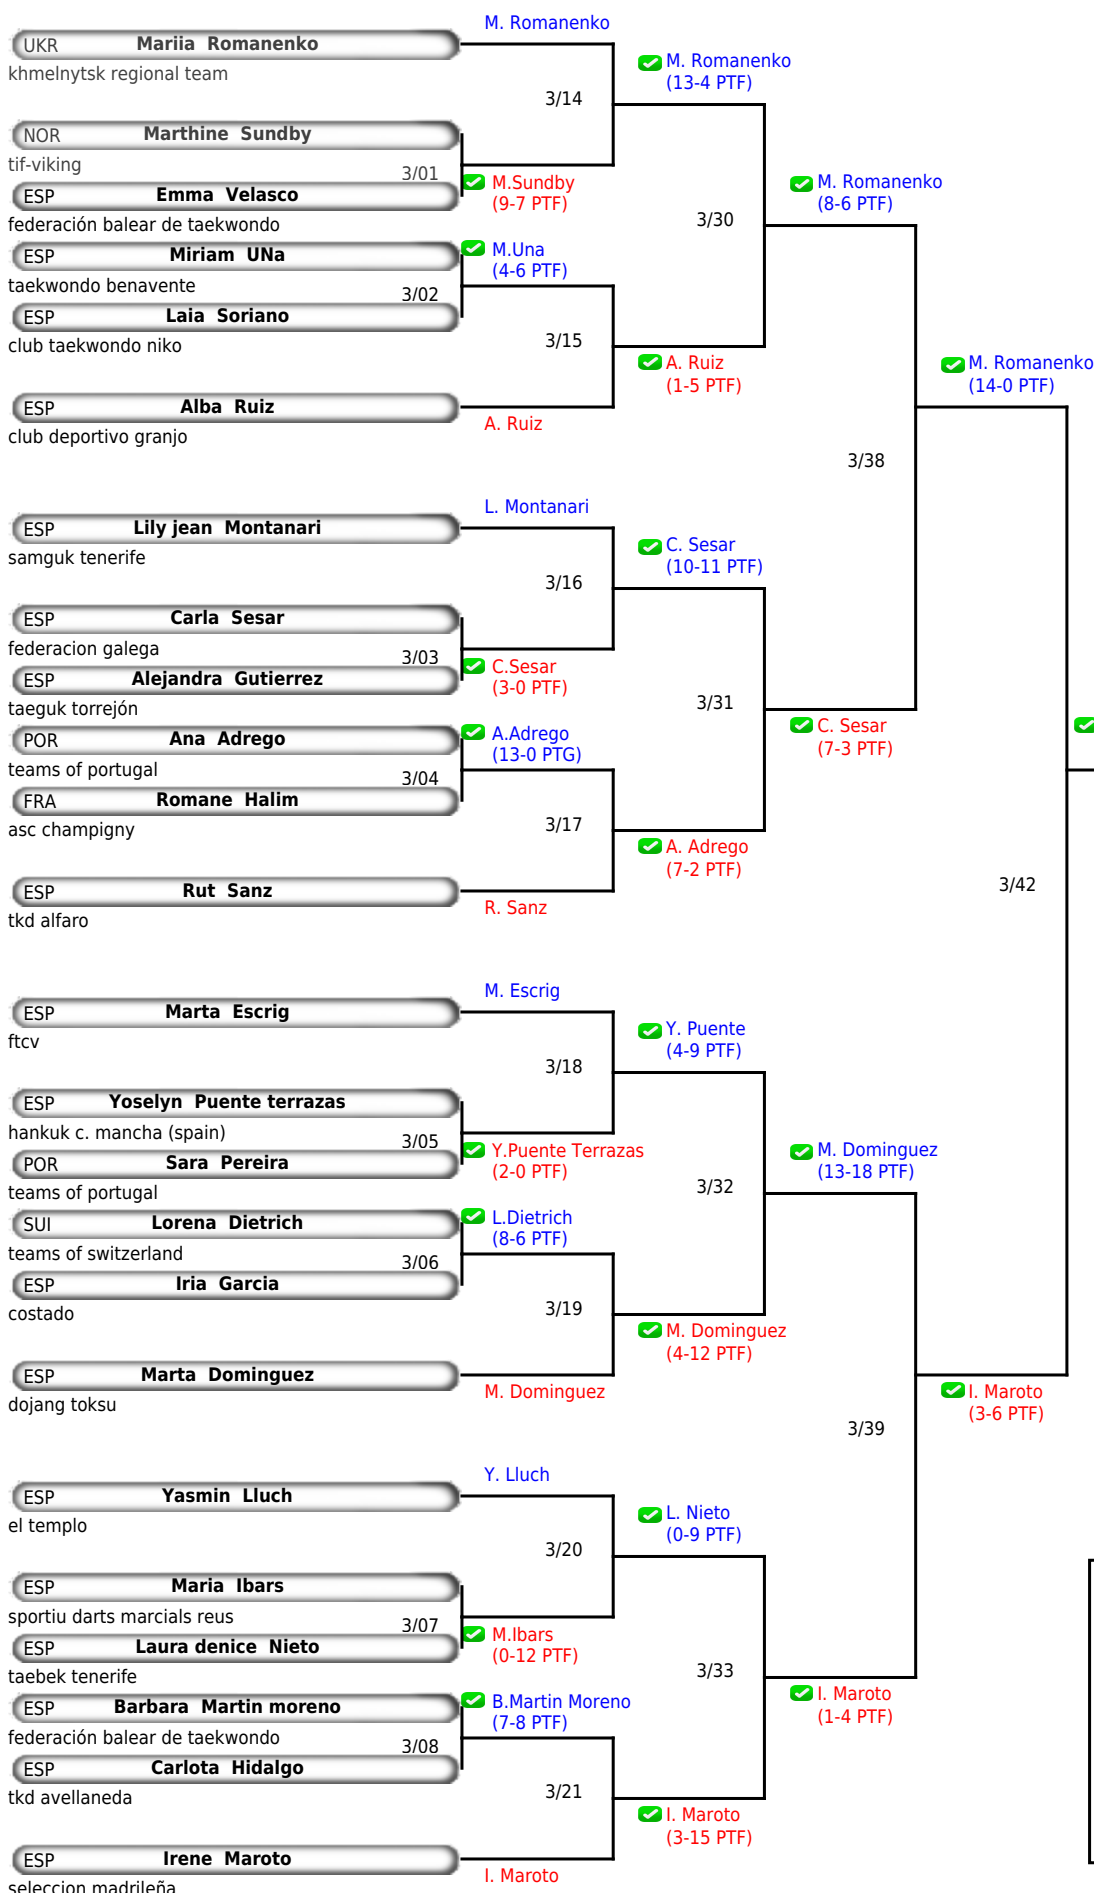 M. Romanenko
UKR Mariia Romanenko
khmelnytsk regional team
M. Romanenko
(13-4 PTF)
3/14
NOR Marthine Sundby
tif-viking
3/01
M.Sundby
(9-7 PTF)
ESP Emma Velasco
federación balear de taekwondo
M. Romanenko
(8-6 PTF)
3/30
ESP Miriam UNa
taekwondo benavente
M.Una
(4-6 PTF)
3/02
ESP Laia Soriano
club taekwondo niko
3/15
A. Ruiz
(1-5 PTF)
M. Romanenko
(14-0 PTF)
ESP Alba Ruiz
club deportivo granjo
A. Ruiz
3/38
L. Montanari
ESP Lily jean Montanari
samguk tenerife
C. Sesar
(10-11 PTF)
3/16
ESP Carla Sesar
federacion galega
3/03
C.Sesar
(3-0 PTF)
ESP Alejandra Gutierrez
taeguk torrejón
3/31
C. Sesar
(7-3 PTF)
ESP
POR Ana Adrego
teams of portugal
A.Adrego
(13-0 PTG)
3/04
FRA Romane Halim
asc champigny
3/17
A. Adrego
(7-2 PTF)
ESP Rut Sanz
tkd alfaro
R. Sanz
3/42
M. Escrig
ESP Marta Escrig
ftcv
Y. Puente
(4-9 PTF)
3/18
ESP Yoselyn Puente terrazas
hankuk c. mancha (spain)
3/05
Y.Puente Terrazas
(2-0 PTF)
POR Sara Pereira
teams of portugal
M. Dominguez
(13-18 PTF)
3/32
SUI Lorena Dietrich
teams of switzerland
L.Dietrich
(8-6 PTF)
3/06
ESP Iria Garcia
costado
3/19
M. Dominguez
(4-12 PTF)
ESP Marta Dominguez
dojang toksu
M. Dominguez
I. Maroto
(3-6 PTF)
3/39
Y. Lluch
ESP Yasmin Lluch
el templo
L. Nieto
(0-9 PTF)
3/20
ESP Maria Ibars
sportiu darts marcials reus
3/07
M.Ibars
(0-12 PTF)
ESP Laura denice Nieto
taebek tenerife
3/33
I. Maroto
(1-4 PTF)
ESP Barbara Martin moreno
federación balear de taekwondo
B.Martin Moreno
(7-8 PTF)
3/08
ESP Carlota Hidalgo
tkd avellaneda
3/21
I. Maroto
(3-15 PTF)
ESP Irene Maroto
seleccion madrileña
I. Maroto